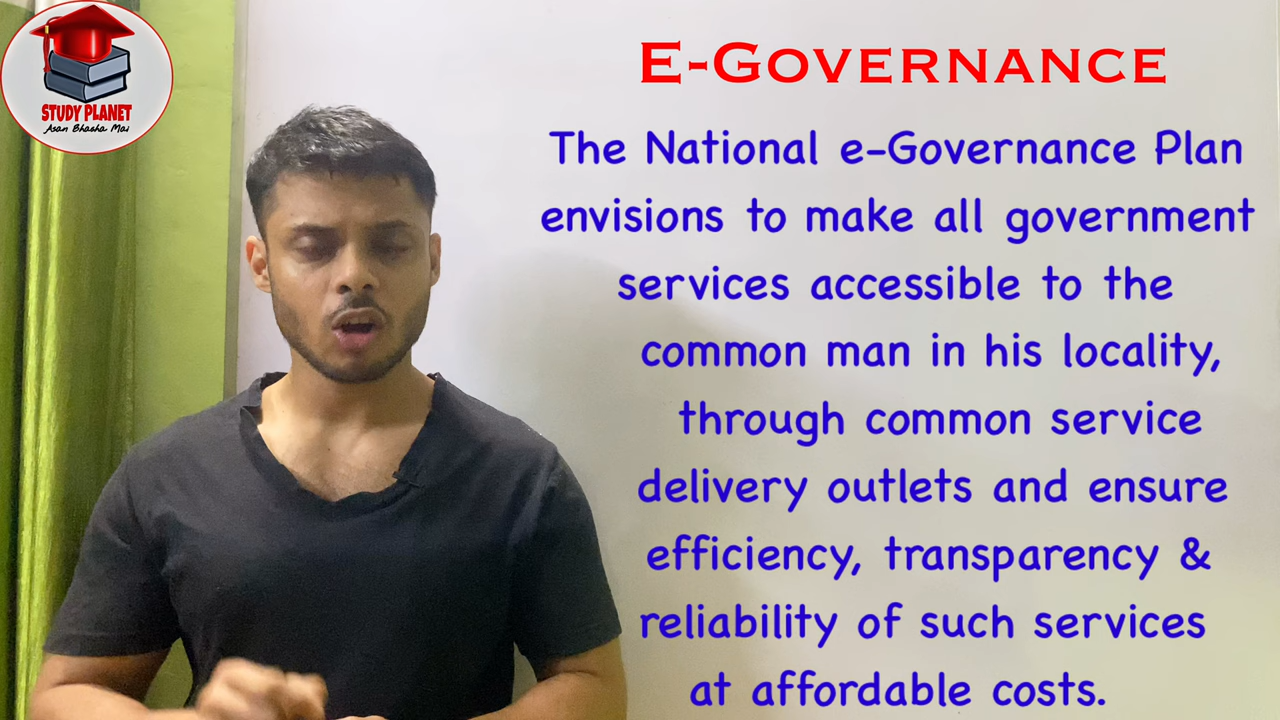 STUDY PLANET
Asan Bhasha Mai
E-GOVERNANCE
The National e-Governance Plan
envisions to make all government
services accessible to the
common man in his locality,
through common service
delivery outlets and ensure
efficiency, transparency &
reliability of such services
at affordable costs.